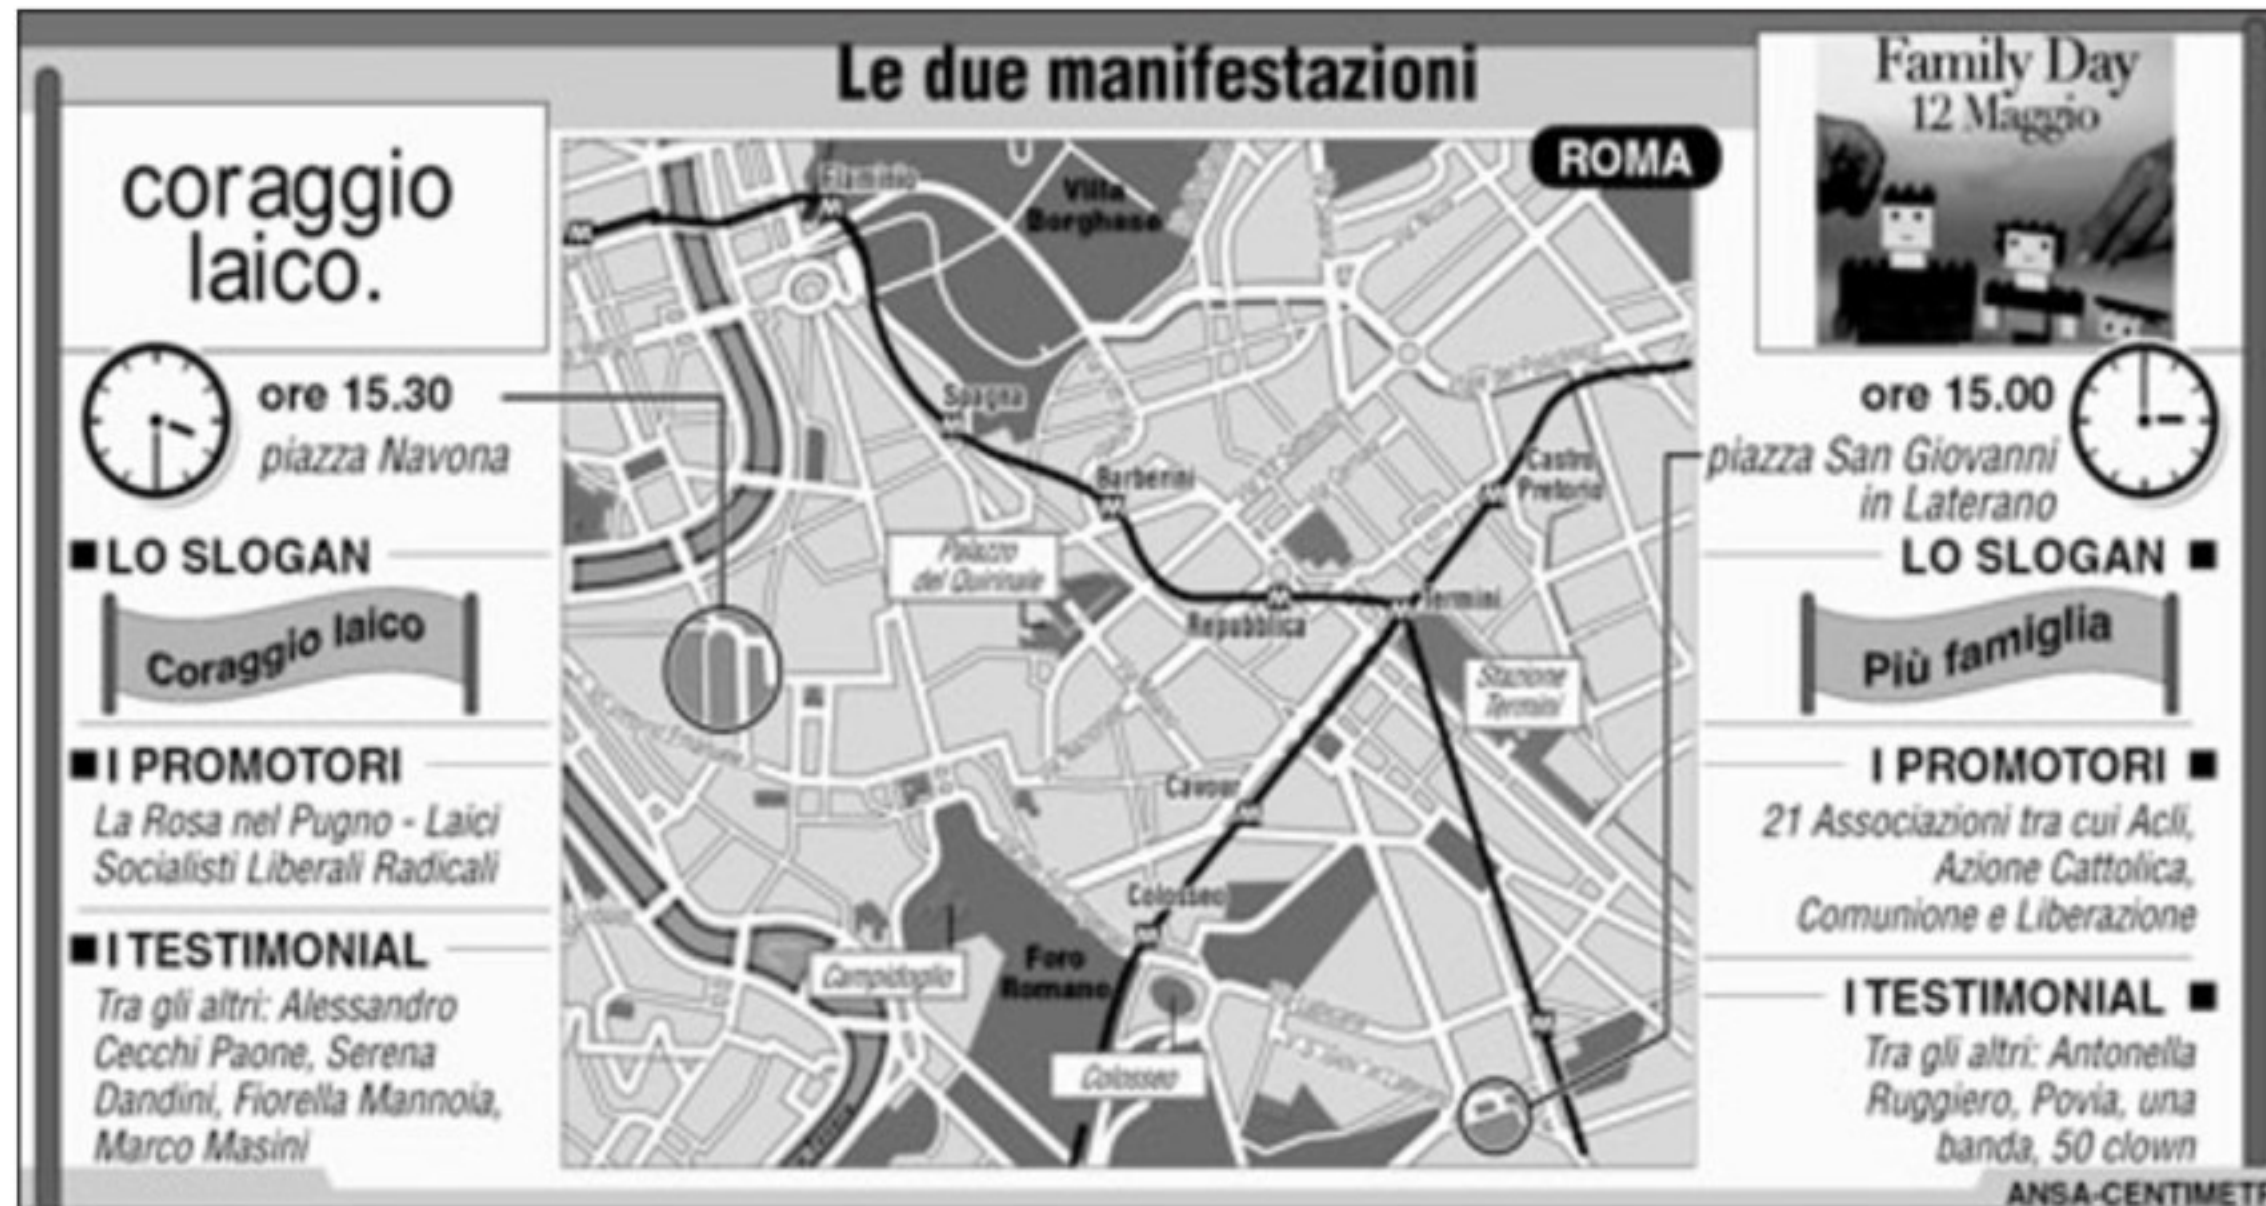 Le due manifestazioni
coraggio
laico.
ore 15.30
piazza Navona
LO SLOGAN
Coraggio laico
I PROMOTORI
La Rosa nel Pugno - Laici
Socialisti Liberali Radicali
I TESTIMONIAL
Tra gli altri: Alessandro
Cecchi Paone, Serena
Dandini, Fiorella Mannoia,
Marco Masini
ROMA
Flaminio
Villa
Borghese
Spagna
Barberini
Castro
Pretorio
Palazzo
del Quirinale
Repubblica
Termini
Stazione
Termini
Cavour
Colosseo
Campidoglio
Foro
Romano
Colosseo
Family Day
12 Maggio
ore 15.00
piazza San Giovanni
in Laterano
LO SLOGAN
Più famiglia
I PROMOTORI
21 Associazioni tra cui Acli,
Azione Cattolica,
Comunione e Liberazione
I TESTIMONIAL
Tra gli altri: Antonella
Ruggiero, Povia, una
banda, 50 clown
ANSA-CENTIMETR